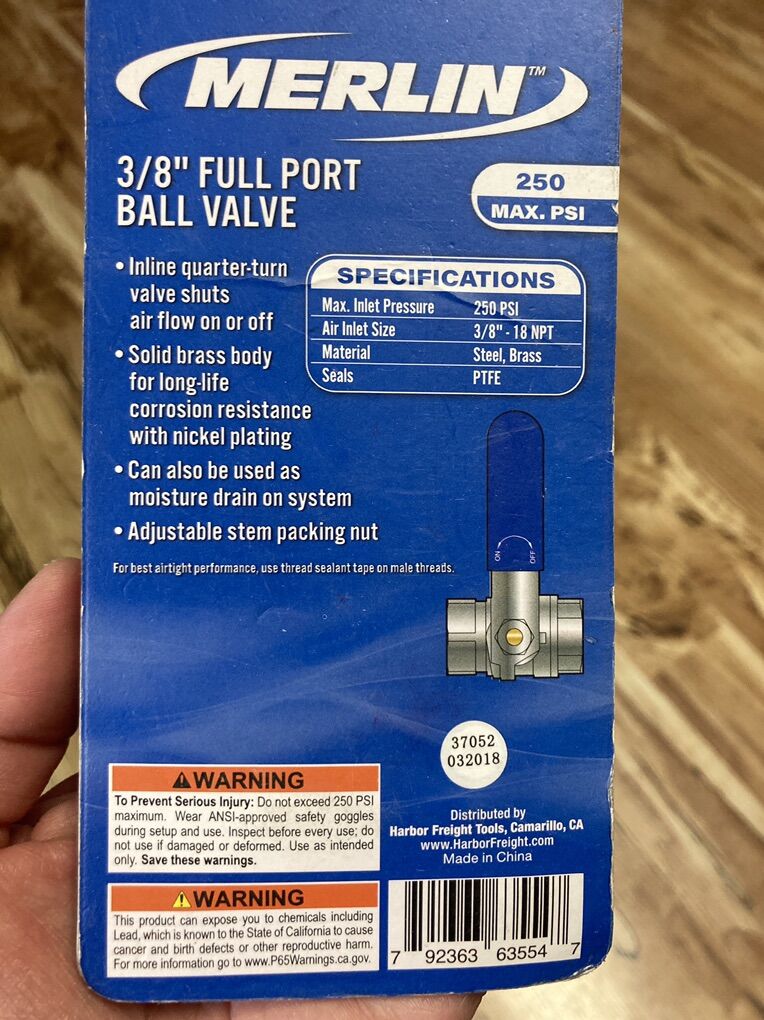 MERLIN™
3/8" FULL PORT
BALL VALVE
250
MAX. PSI
• Inline quarter-turn
valve shuts
air flow on or off
• Solid brass body
for long-life
corrosion resistance
with nickel plating
• Can also be used as
moisture drain on system
• Adjustable stem packing nut
For best airtight performance, use thread sealant tape on male threads.
SPECIFICATIONS
Max. Inlet Pressure 250 PSI
Air Inlet Size 3/8" - 18 NPT
Material Steel, Brass
Seals PTFE
ON OFF
37052
032018
⚠WARNING
To Prevent Serious Injury: Do not exceed 250 PSI
maximum. Wear ANSI-approved safety goggles
during setup and use. Inspect before every use; do
not use if damaged or deformed. Use as intended
only. Save these warnings.
⚠WARNING
This product can expose you to chemicals including
Lead, which is known to the State of California to cause
cancer and birth defects or other reproductive harm.
For more information go to www.P65Warnings.ca.gov.
Distributed by
Harbor Freight Tools, Camarillo, CA
www.HarborFreight.com
Made in China
7 92363 63554 7